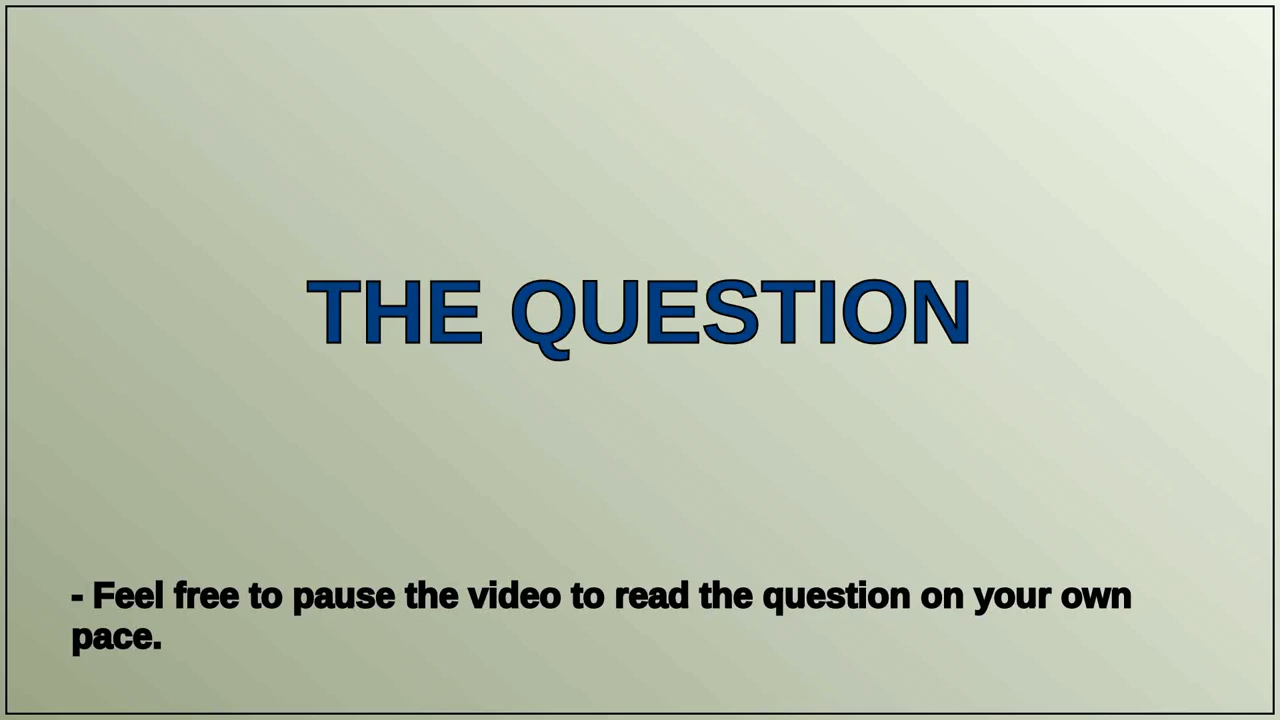 THE QUESTION
- Feel free to pause the video to read the question on your own
pace.